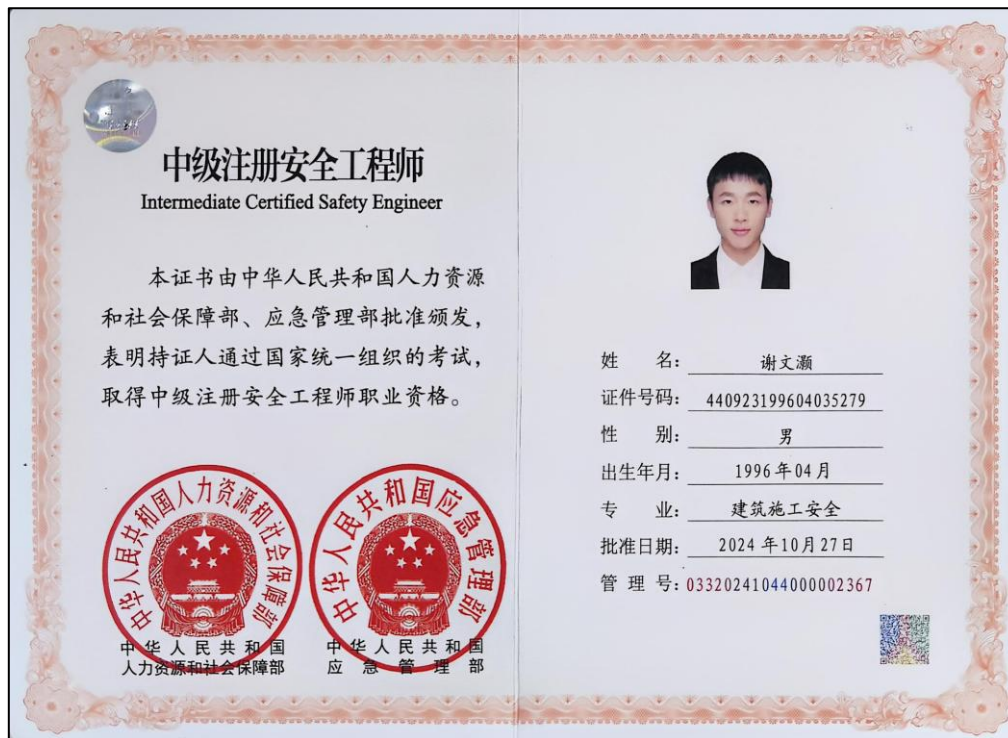 中级注册安全工程师
Intermediate Certified Safety Engineer
本证书由中华人民共和国人力资源
和社会保障部、应急管理部批准颁发，
表明持证人通过国家统一组织的考试，
取得中级注册安全工程师职业资格。
中华人民共和国人力资源和社会保障部
中华人民共和国应急管理部
中华人民共和国
人力资源和社会保障部
中华人民共和国
应急管理部
姓名：谢文灏
证件号码：440923199604035279
性别：男
出生年月：1996年04月
专业：建筑施工安全
批准日期：2024年10月27日
管理号：03320241044000002367